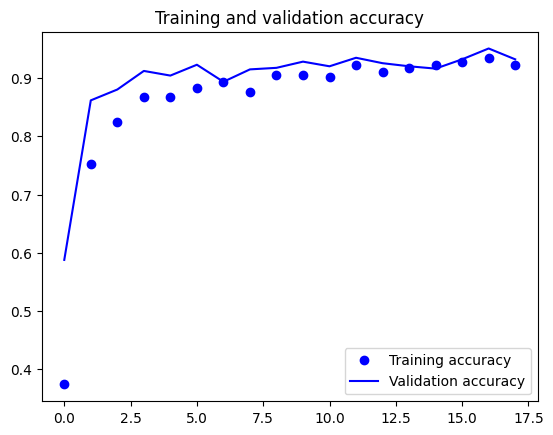 Training and validation accuracy
0.9
0.8
0.7
0.6
0.5
0.4
Training accuracy
Validation accuracy
0.0 2.5 5.0 7.5 10.0 12.5 15.0 17.5